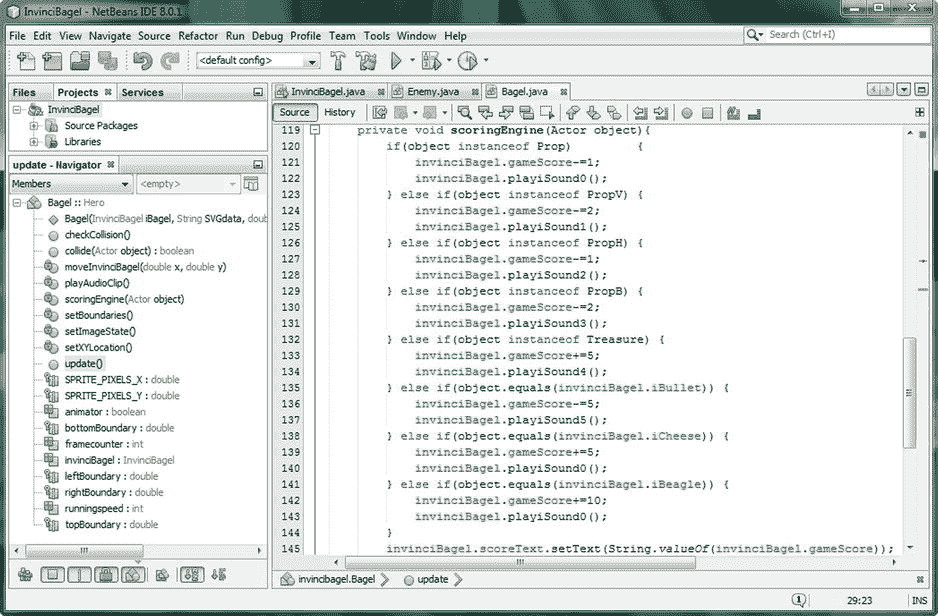 InvinciBagel - NetBeans IDE 8.0.1
File Edit View Navigate Source Refactor Run Debug Profile Team Tools Window Help
Search (Ctrl+I)
<default config>
Files Projects Services
InvinciBagel
Source Packages
Libraries
update - Navigator
Members <empty>
Bagel :: Hero
Bagel(InvinciBagel iBagel, String SVGdata, doub
checkCollision()
collide(Actor object) : boolean
moveInvinciBagel(double x, double y)
playAudioClip()
scoringEngine(Actor object)
setBoundaries()
setImageState()
setXYLocation()
update()
SPRITE_PIXELS_X : double
SPRITE_PIXELS_Y : double
animator : boolean
bottomBoundary : double
framecounter : int
invinciBagel : InvinciBagel
leftBoundary : double
rightBoundary : double
runningspeed : int
topBoundary : double
InvinciBagel.java Enemy.java Bagel.java
Source History
119 private void scoringEngine(Actor object){
120 if(object instanceof Prop) {
121 invinciBagel.gameScore-=1;
122 invinciBagel.playiSound0();
123 } else if(object instanceof PropV) {
124 invinciBagel.gameScore-=2;
125 invinciBagel.playiSound1();
126 } else if(object instanceof PropH) {
127 invinciBagel.gameScore-=1;
128 invinciBagel.playiSound2();
129 } else if(object instanceof PropB) {
130 invinciBagel.gameScore-=2;
131 invinciBagel.playiSound3();
132 } else if(object instanceof Treasure) {
133 invinciBagel.gameScore+=5;
134 invinciBagel.playiSound4();
135 } else if(object.equals(invinciBagel.iBullet)) {
136 invinciBagel.gameScore-=5;
137 invinciBagel.playiSound5();
138 } else if(object.equals(invinciBagel.iCheese)) {
139 invinciBagel.gameScore+=5;
140 invinciBagel.playiSound0();
141 } else if(object.equals(invinciBagel.iBeagle)) {
142 invinciBagel.gameScore+=10;
143 invinciBagel.playiSound0();
144 }
145 invinciBagel.scoreText.setText(String.valueOf(invinciBagel.gameScore));
invincibagel.Bagel update
1 29:23 INS